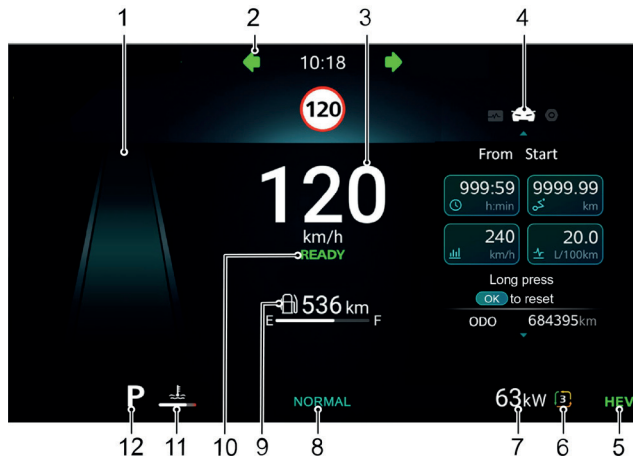 1 2 3 4
10:18
120
From Start
120
999:59 9999.99
h:min km
km/h
240 20.0
READY
km/h L/100km
Long press
OK to reset
536 km
E F
ODO 684395km
P NORMAL 63kW 3 HEV
12 11 10 9 8 7 6 5